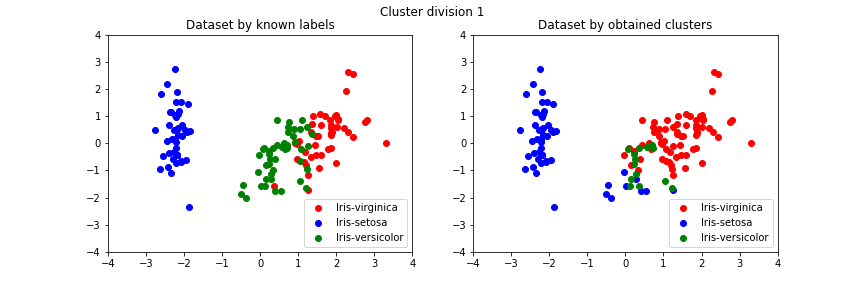 Cluster division 1
Dataset by known labels
4
3
2
1
0
−1
−2
−3
−4
−4 −3 −2 −1 0 1 2 3 4
Iris-virginica
Iris-setosa
Iris-versicolor
Dataset by obtained clusters
4
3
2
1
0
−1
−2
−3
−4
−4 −3 −2 −1 0 1 2 3 4
Iris-virginica
Iris-setosa
Iris-versicolor